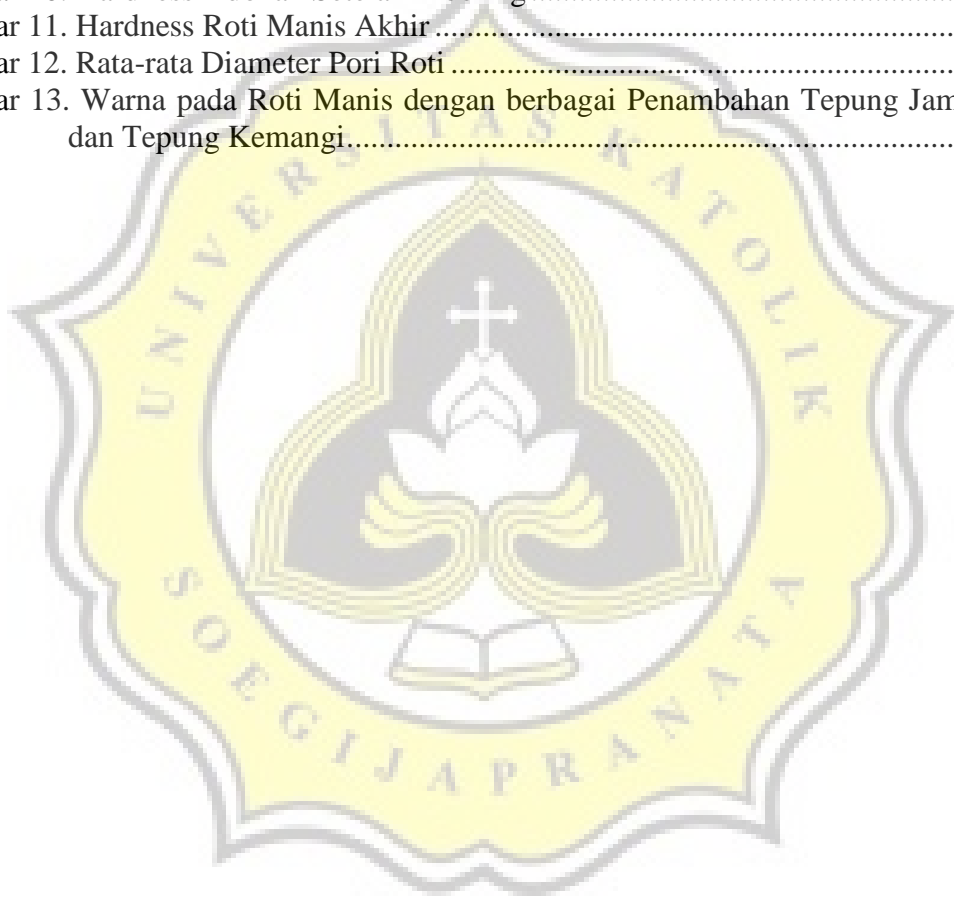 ar 11. Hardness Roti Manis Akhir
ar 12. Rata-rata Diameter Pori Roti
ar 13. Warna pada Roti Manis dengan berbagai Penambahan Tepung Jam
dan Tepung Kemangi
UNIVERSITAS KATOLIK
SOEGIJAPRANATA